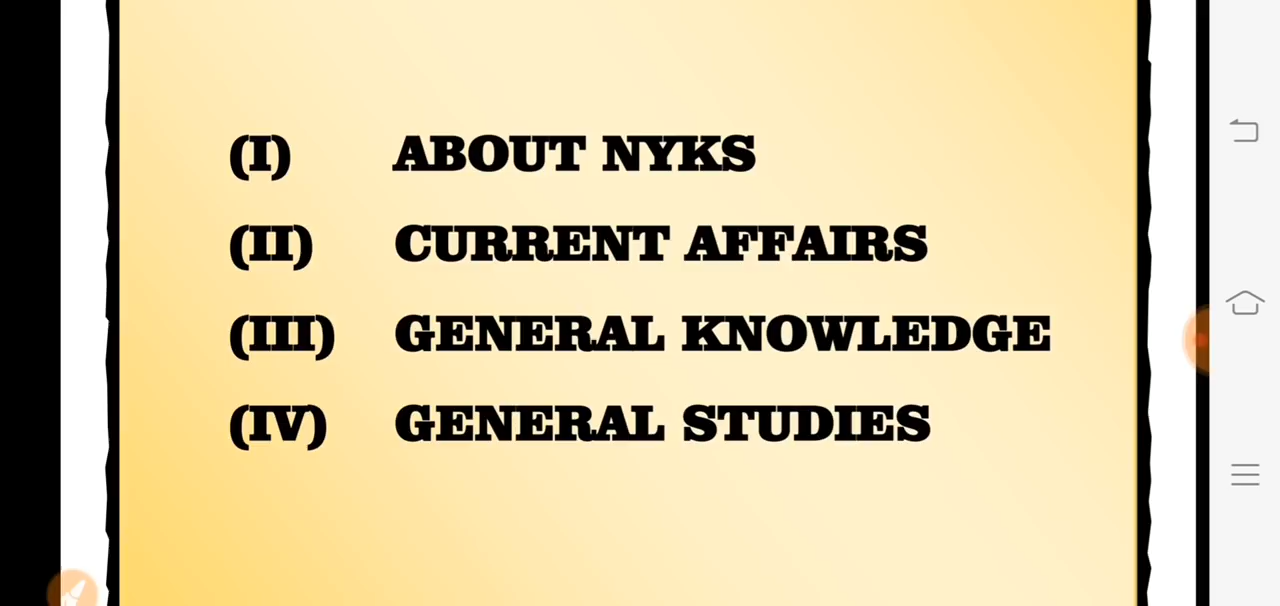 (I) ABOUT NYKS
(II) CURRENT AFFAIRS
(III) GENERAL KNOWLEDGE
(IV) GENERAL STUDIES